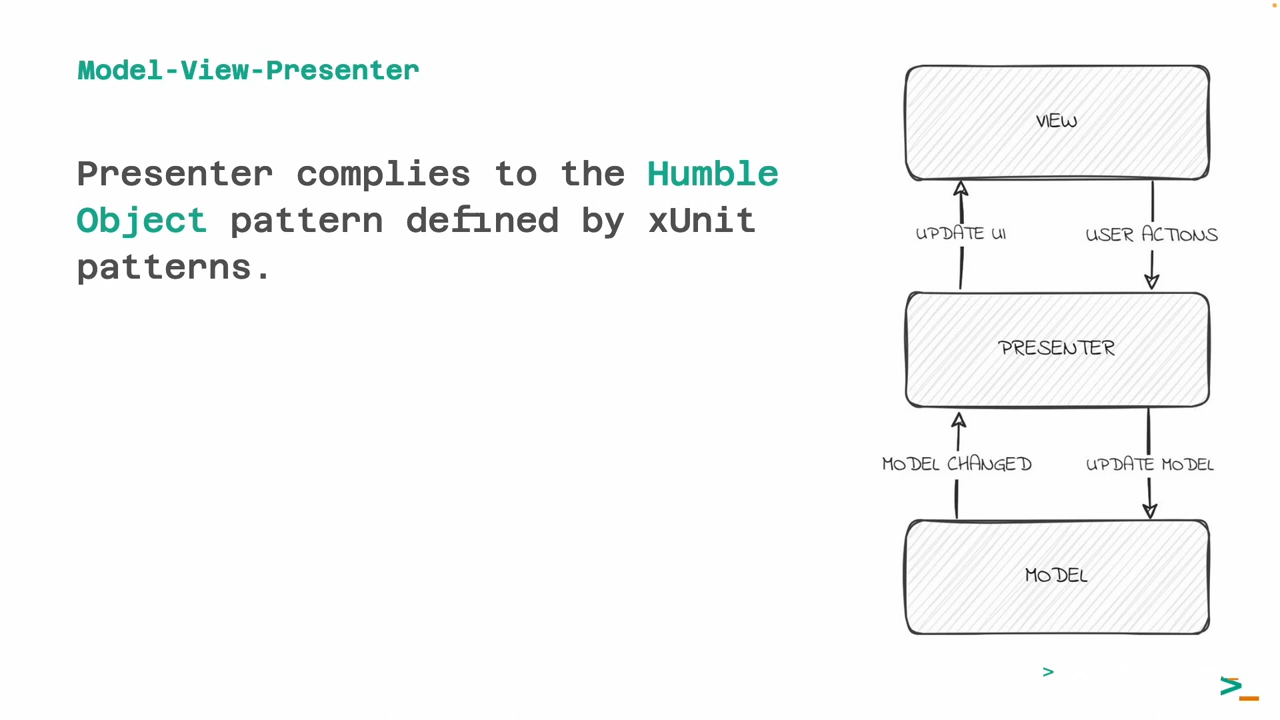 Model-View-Presenter
Presenter complies to the Humble
Object pattern defined by xUnit
patterns.
VIEW
UPDATE UI
USER ACTIONS
PRESENTER
MODEL CHANGED
UPDATE MODEL
MODEL
>
>_